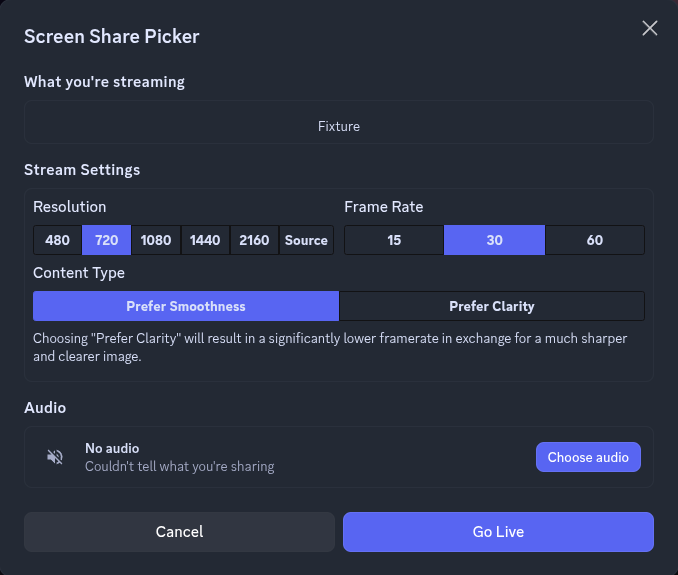 Screen Share Picker
What you're streaming
Fixture
Stream Settings
Resolution
Frame Rate
480 720 1080 1440 2160 Source
15 30 60
Content Type
Prefer Smoothness Prefer Clarity
Choosing "Prefer Clarity" will result in a significantly lower framerate in exchange for a much sharper
and clearer image.
Audio
No audio
Couldn't tell what you're sharing
Choose audio
Cancel Go Live